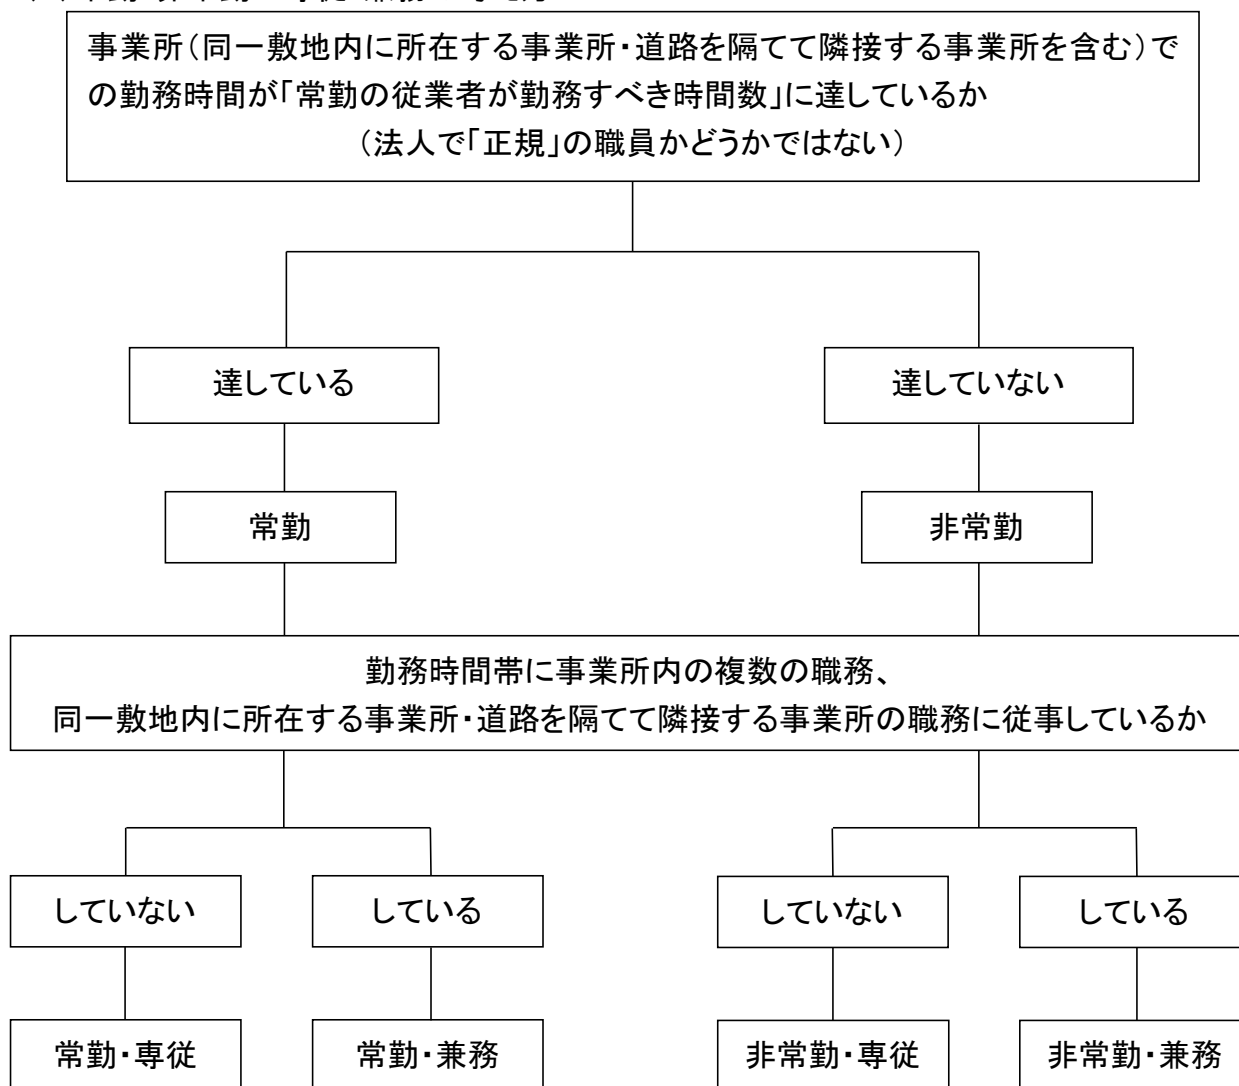 事業所(同一敷地内に所在する事業所・道路を隔てて隣接する事業所を含む)で
の勤務時間が「常勤の従業者が勤務すべき時間数」に達しているか
(法人で「正規」の職員かどうかではない)
達している
達していない
常勤
非常勤
勤務時間帯に事業所内の複数の職務、
同一敷地内に所在する事業所・道路を隔てて隣接する事業所の職務に従事しているか
していない
している
していない
している
常勤・専従
常勤・兼務
非常勤・専従
非常勤・兼務